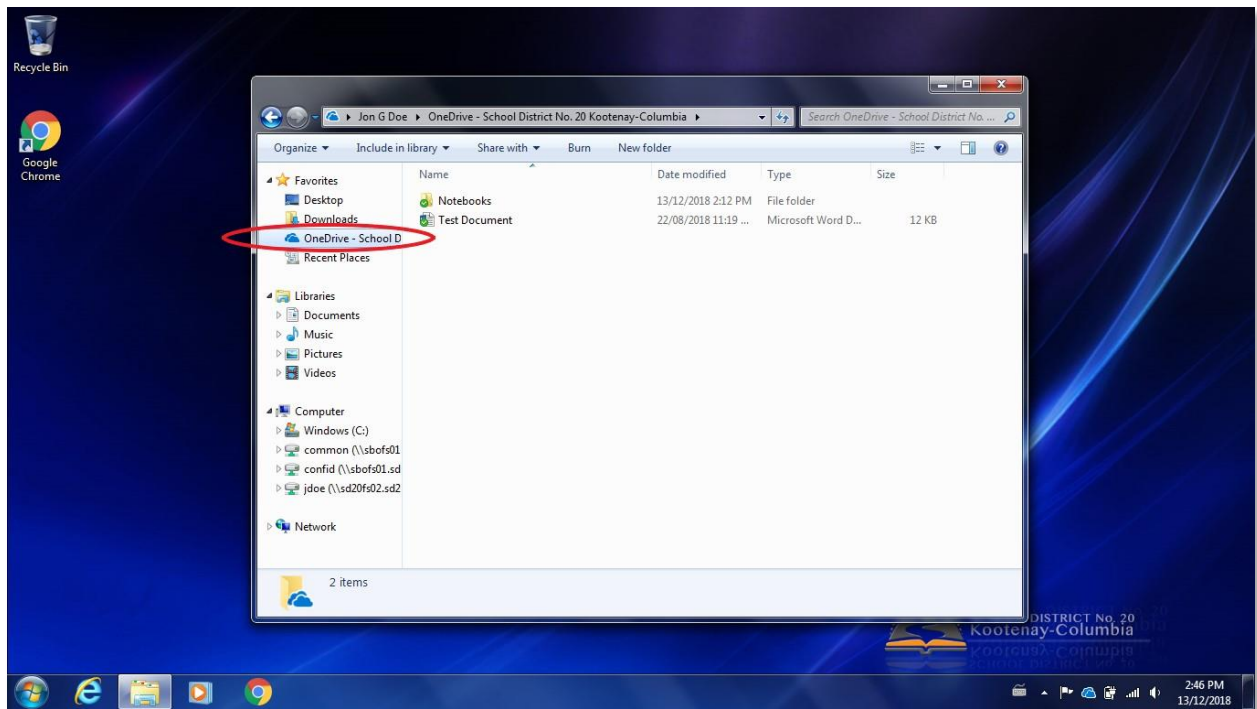 Recycle Bin
Google
Chrome
Jon G Doe OneDrive - School District No. 20 Kootenay-Columbia
Search OneDrive - School District No. ...
Organize Include in library Share with Burn New folder
Favorites
Desktop
Downloads
OneDrive - School D
Recent Places
Libraries
Documents
Music
Pictures
Videos
Computer
Windows (C:)
common (\\sbofs01
confid (\\sbofs01.sd
jdoe (\\sd20fs02.sd2
Network
Name Date modified Type Size
Notebooks 13/12/2018 2:12 PM File folder
Test Document 22/08/2018 11:19 ... Microsoft Word D... 12 KB
2 items
DISTRICT No. 20
Kootenay-Columbia
2:46 PM
13/12/2018